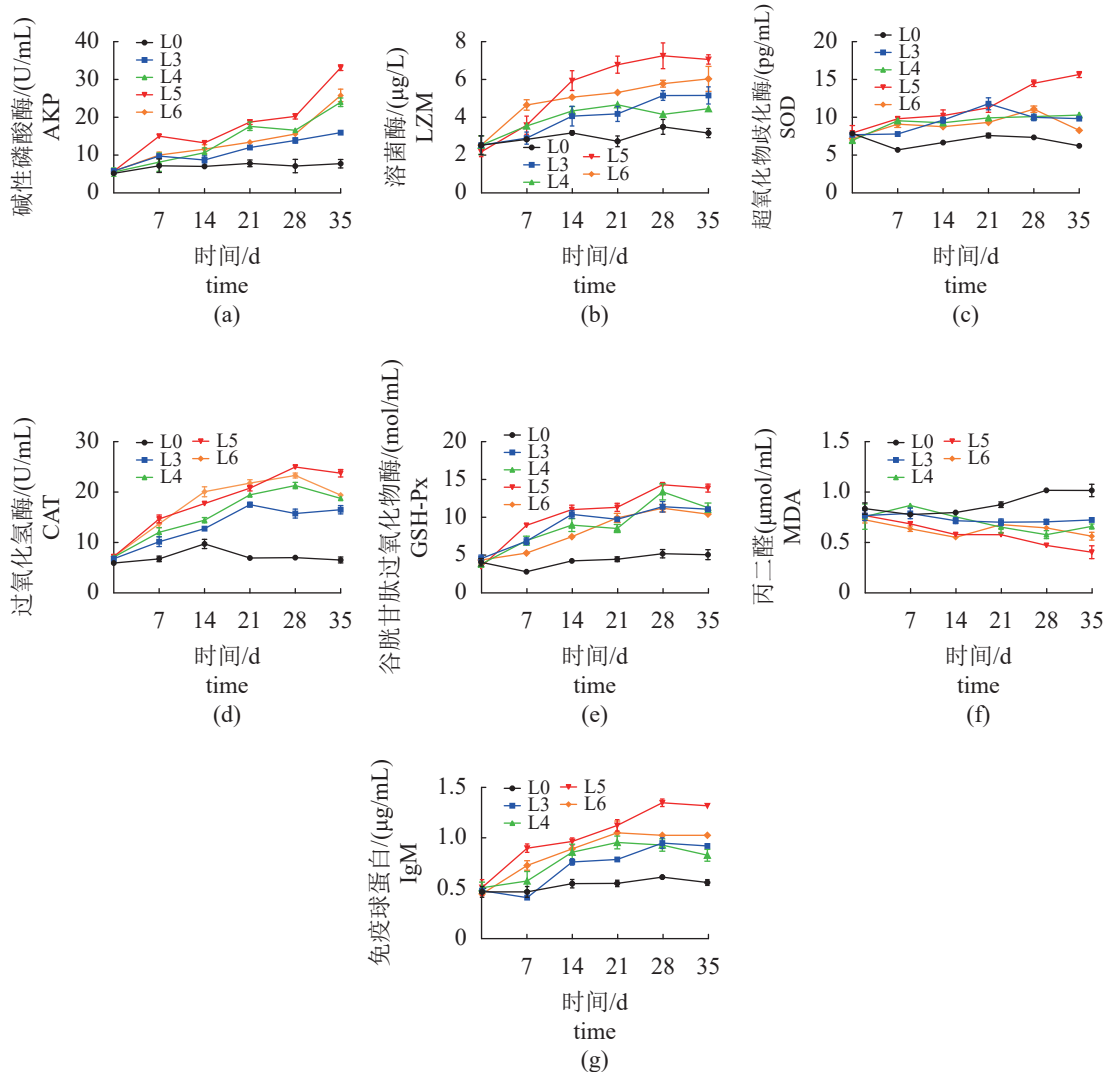 碱性磷酸酶/(U/mL)
AKP
40
30
20
10
0
L0
L3
L4
L5
L6
7 14 21 28 35
时间/d
time
(a)
溶菌酶/(μg/L)
LZM
8
6
4
2
0
L0
L3
L4
L5
L6
7 14 21 28 35
时间/d
time
(b)
超氧化物歧化酶/(pg/mL)
SOD
20
15
10
5
0
L0
L3
L4
L5
L6
7 14 21 28 35
时间/d
time
(c)
过氧化氢酶/(U/mL)
CAT
30
20
10
0
L0
L3
L4
L5
L6
7 14 21 28 35
时间/d
time
(d)
谷胱甘肽过氧化物酶/(mol/mL)
GSH-Px
20
15
10
5
0
L0
L3
L4
L5
L6
7 14 21 28 35
时间/d
time
(e)
丙二醛(μmol/mL)
MDA
1.5
1.0
0.5
0
L0
L3
L4
L5
L6
7 14 21 28 35
时间/d
time
(f)
免疫球蛋白/(μg/mL)
IgM
1.5
1.0
0.5
0
L0
L3
L4
L5
L6
7 14 21 28 35
时间/d
time
(g)